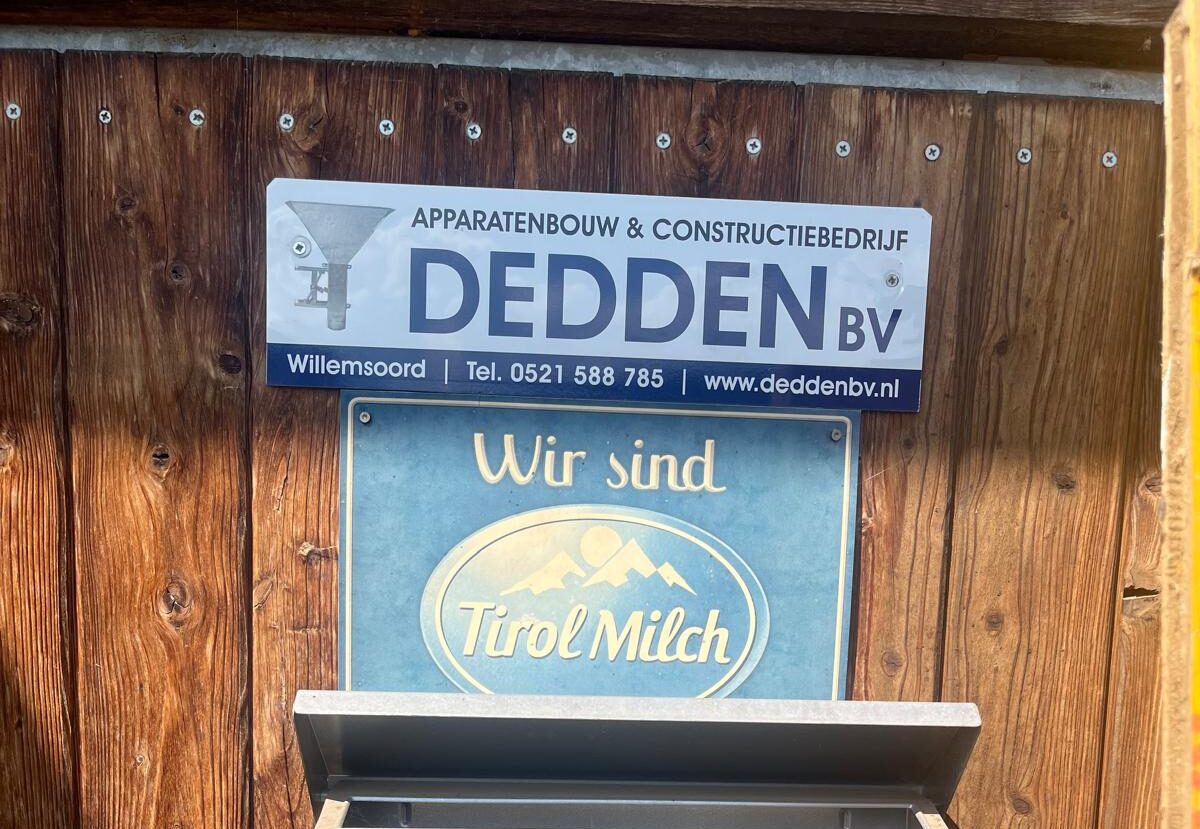 APPARATENBOUW & CONSTRUCTIEBEDRIJF
DEDDEN BV
Willemsoord | Tel. 0521 588 785 | www.deddenbv.nl
Wir sind
Tirol Milch